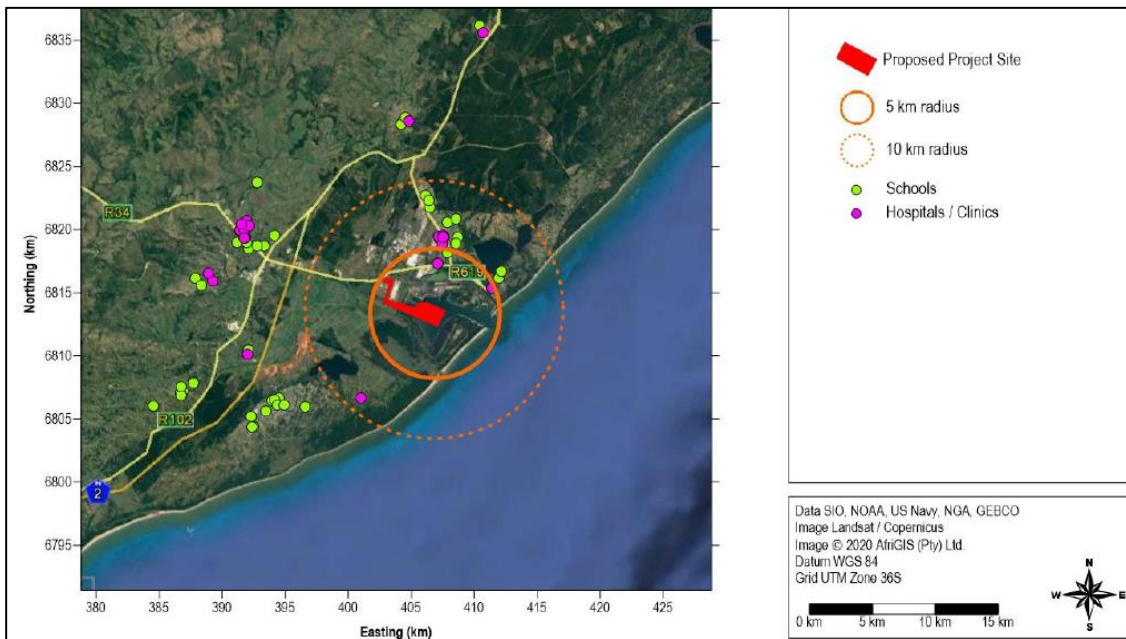 6835
6830
6825
6820
6815
6810
6805
6800
6795
Northing (km)
R34
R619
R102
2
380
385
390
395
400
405
410
415
420
425
Easting (km)
Proposed Project Site
5 km radius
10 km radius
Schools
Hospitals / Clinics
Data SIO, NOAA, US Navy, NGA, GEBCO
Image Landsat / Copernicus
Image © 2020 AfriGIS (Pty) Ltd.
Datum WGS 84
Grid UTM Zone 36S
0 km
5 km
10 km
15 km
N
W
E
S